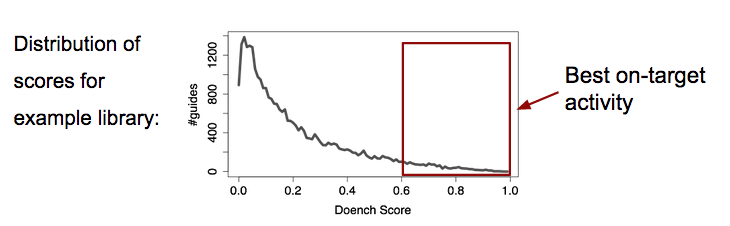 Distribution of
scores for
example library:
#guides
1200
800
400
0
0.0 0.2 0.4 0.6 0.8 1.0
Doench Score
Best on-target
activity